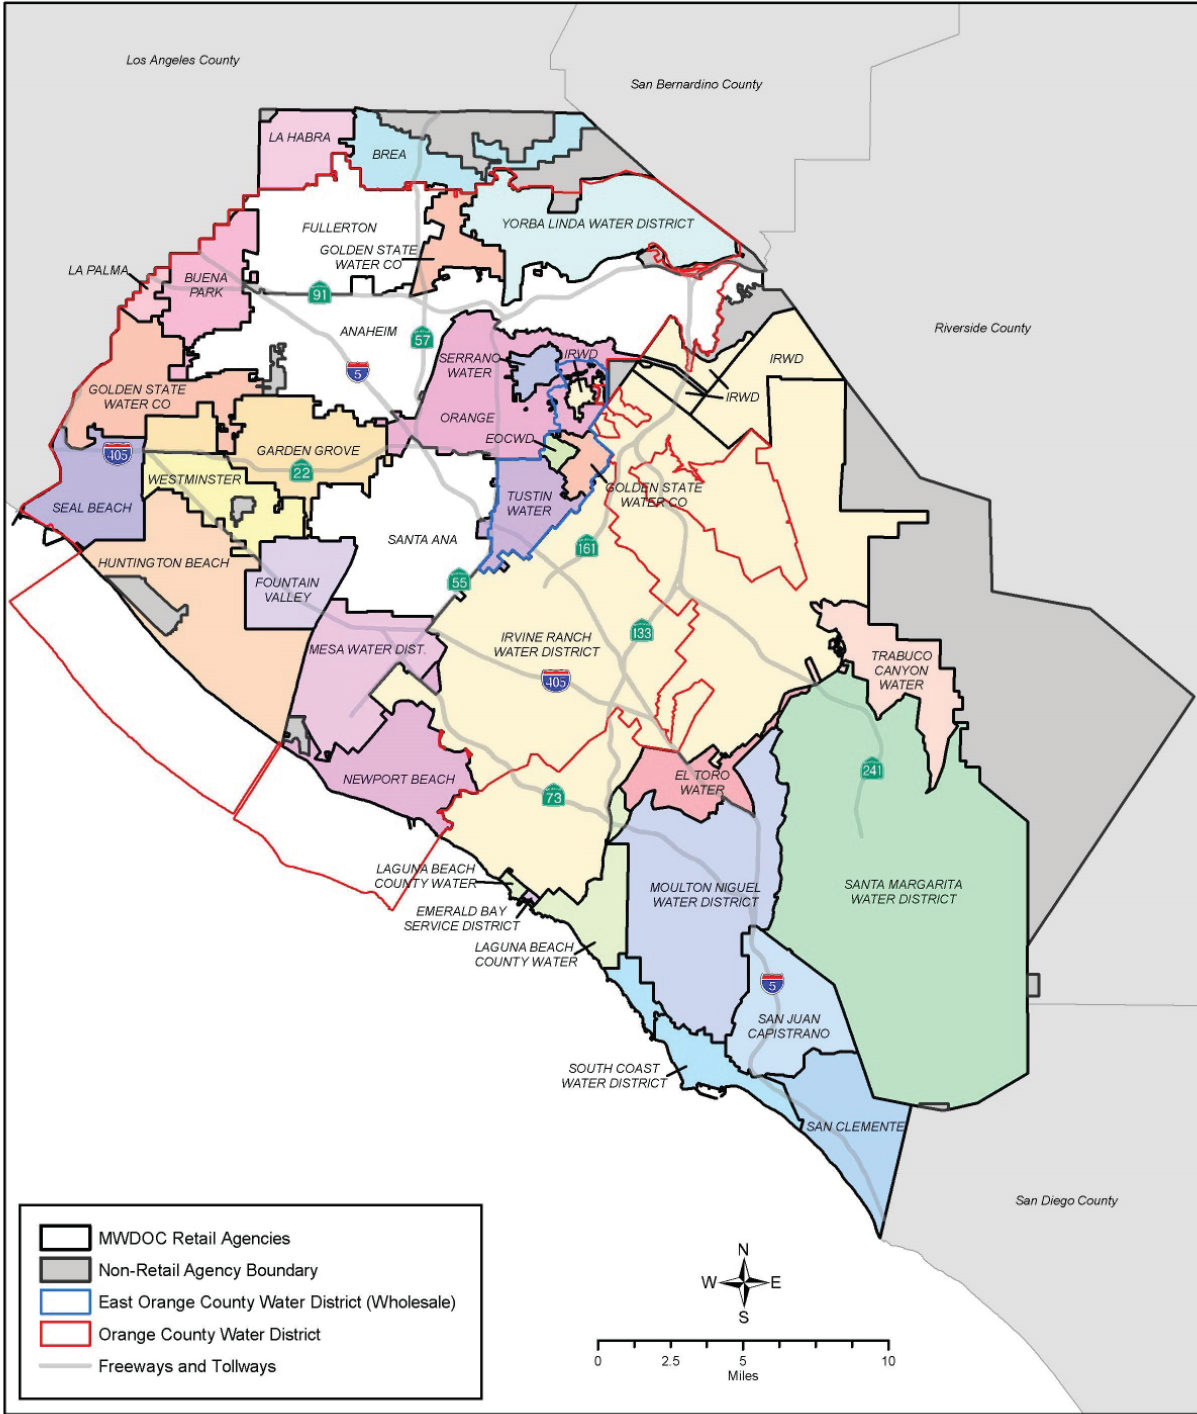 Los Angeles County
San Bernardino County
LA HABRA
BREA
FULLERTON
YORBA LINDA WATER DISTRICT
GOLDEN STATE
WATER CO
LA PALMA
BUENA
PARK
91
ANAHEIM
57
Riverside County
SERRANO
WATER
IRWD
IRWD
IRWD
5
GOLDEN STATE
WATER CO
ORANGE
EOCWD
405
GARDEN GROVE
22
WESTMINSTER
GOLDEN STATE
WATER CO
TUSTIN
WATER
SEAL BEACH
SANTA ANA
161
HUNTINGTON BEACH
FOUNTAIN
VALLEY
55
133
IRVINE RANCH
WATER DISTRICT
MESA WATER DIST.
TRABUCO
CANYON
WATER
405
NEWPORT BEACH
EL TORO
WATER
241
73
LAGUNA BEACH
COUNTY WATER
MOULTON NIGUEL
WATER DISTRICT
SANTA MARGARITA
WATER DISTRICT
EMERALD BAY
SERVICE DISTRICT
LAGUNA BEACH
COUNTY WATER
5
SAN JUAN
CAPISTRANO
SOUTH COAST
WATER DISTRICT
SAN CLEMENTE
San Diego County
MWDOC Retail Agencies
Non-Retail Agency Boundary
East Orange County Water District (Wholesale)
Orange County Water District
Freeways and Tollways
N
W
E
S
0
2.5
5
10
Miles